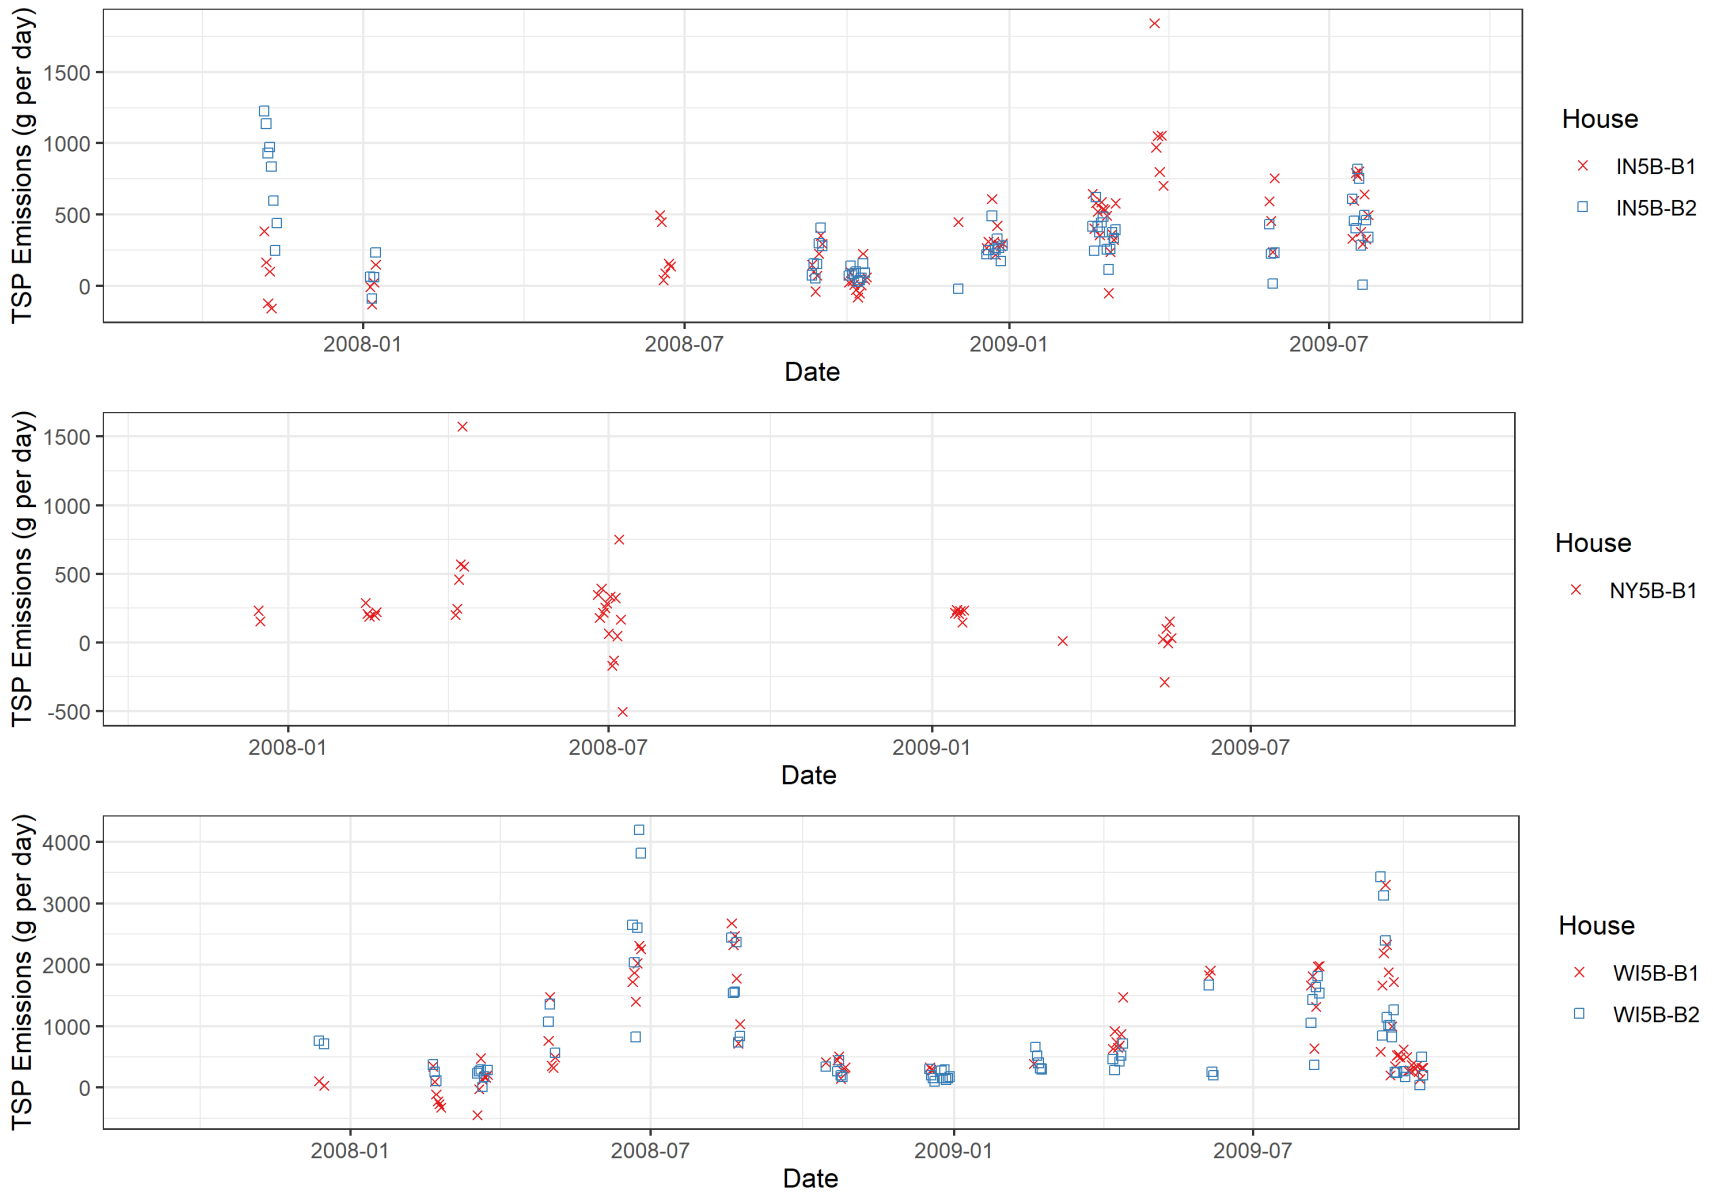 TSP Emissions (g per day)
1500
1000
500
0
2008-01
2008-07
2009-01
2009-07
Date
House
IN5B-B1
IN5B-B2
TSP Emissions (g per day)
1500
1000
500
0
-500
2008-01
2008-07
2009-01
2009-07
Date
House
NY5B-B1
TSP Emissions (g per day)
4000
3000
2000
1000
0
2008-01
2008-07
2009-01
2009-07
Date
House
WI5B-B1
WI5B-B2